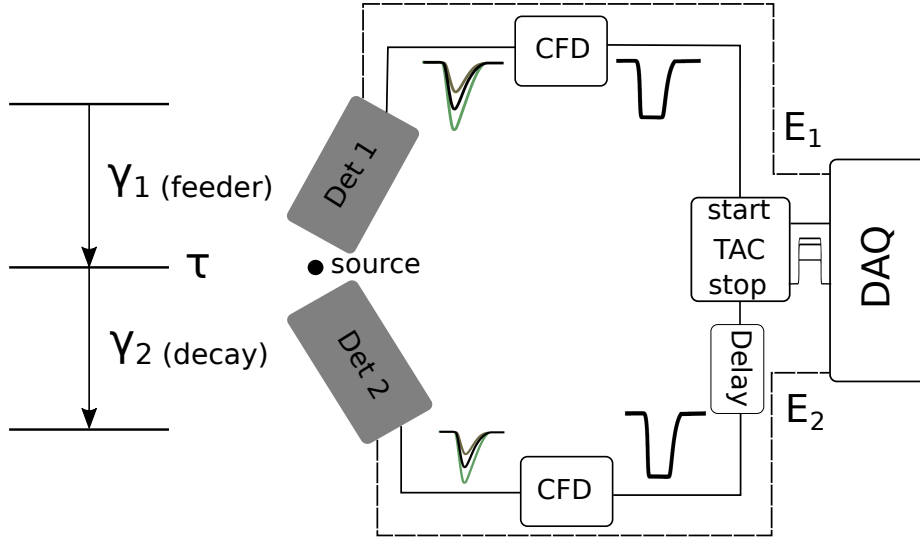 γ1 (feeder)
τ
γ2 (decay)
Det 1
source
Det 2
CFD
E1
start
TAC
stop
DAQ
Delay
E2
CFD